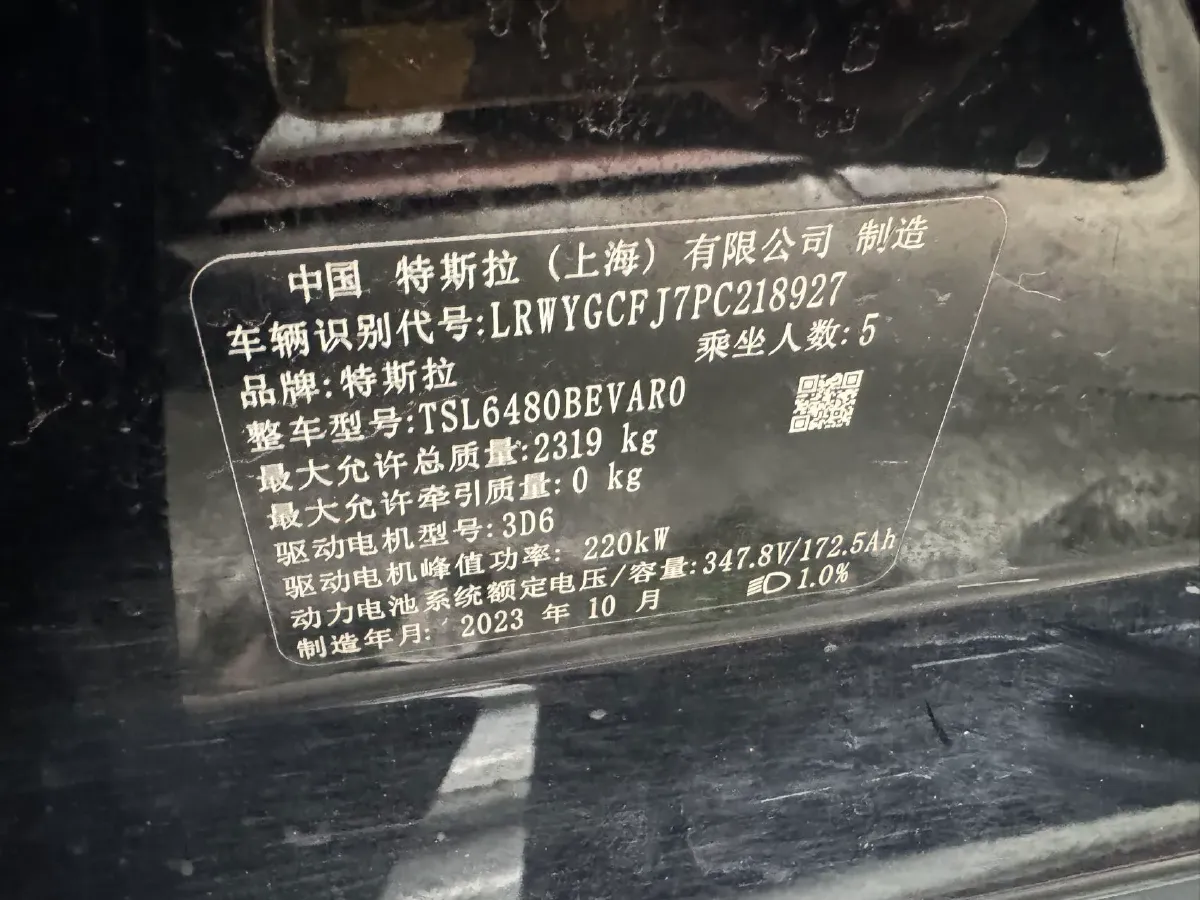 中国 特斯拉（上海）有限公司 制造
车辆识别代号:LRWYGCFJ7PC218927
品牌:特斯拉 乘坐人数:5
整车型号:TSL6480BEVAR0
最大允许总质量:2319 kg
最大允许牵引质量:0 kg
驱动电机型号:3D6
驱动电机峰值功率: 220kW
动力电池系统额定电压/容量:347.8V/172.5Ah
制造年月: 2023 年 10 月 1.0%